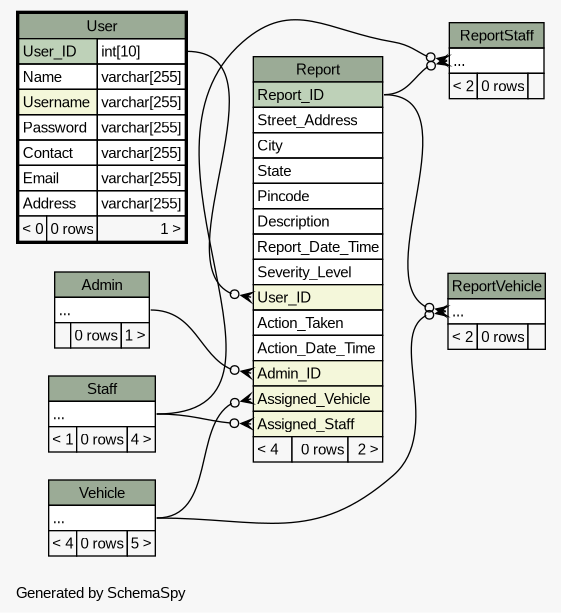 User
User_ID int[10]
Name varchar[255]
Username varchar[255]
Password varchar[255]
Contact varchar[255]
Email varchar[255]
Address varchar[255]
< 0 0 rows 1 >
Admin
...
0 rows 1 >
Staff
...
< 1 0 rows 4 >
Vehicle
...
< 4 0 rows 5 >
Report
Report_ID
Street_Address
City
State
Pincode
Description
Report_Date_Time
Severity_Level
User_ID
Action_Taken
Action_Date_Time
Admin_ID
Assigned_Vehicle
Assigned_Staff
< 4 0 rows 2 >
ReportStaff
...
< 2 0 rows
ReportVehicle
...
< 2 0 rows
Generated by SchemaSpy